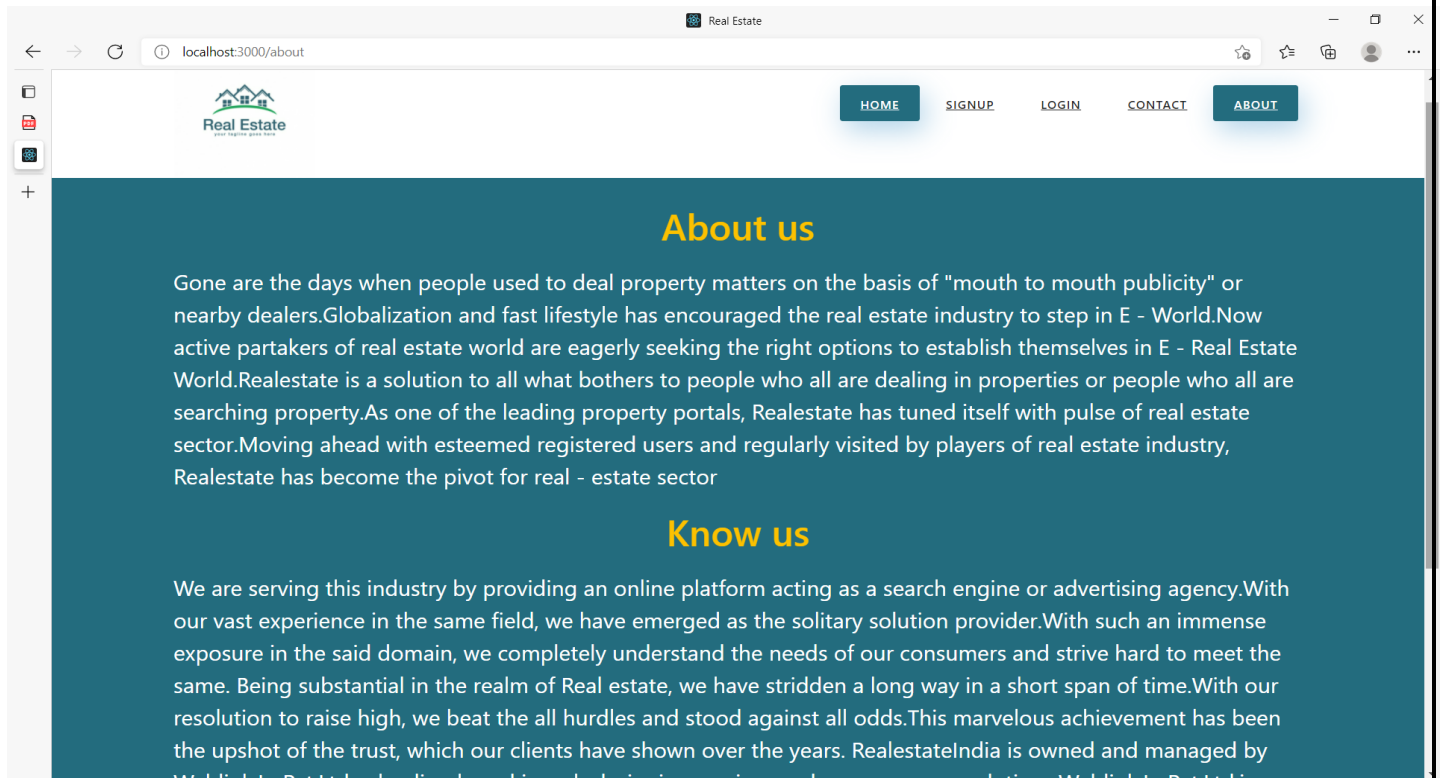 Real Estate
localhost:3000/about
PDF
Real Estate
your tagline goes here
HOME SIGNUP LOGIN CONTACT ABOUT
About us
Gone are the days when people used to deal property matters on the basis of "mouth to mouth publicity" or
nearby dealers.Globalization and fast lifestyle has encouraged the real estate industry to step in E - World.Now
active partakers of real estate world are eagerly seeking the right options to establish themselves in E - Real Estate
World.Realestate is a solution to all what bothers to people who all are dealing in properties or people who all are
searching property.As one of the leading property portals, Realestate has tuned itself with pulse of real estate
sector.Moving ahead with esteemed registered users and regularly visited by players of real estate industry,
Realestate has become the pivot for real - estate sector
Know us
We are serving this industry by providing an online platform acting as a search engine or advertising agency.With
our vast experience in the same field, we have emerged as the solitary solution provider.With such an immense
exposure in the said domain, we completely understand the needs of our consumers and strive hard to meet the
same. Being substantial in the realm of Real estate, we have stridden a long way in a short span of time.With our
resolution to raise high, we beat the all hurdles and stood against all odds.This marvelous achievement has been
the upshot of the trust, which our clients have shown over the years. RealestateIndia is owned and managed by